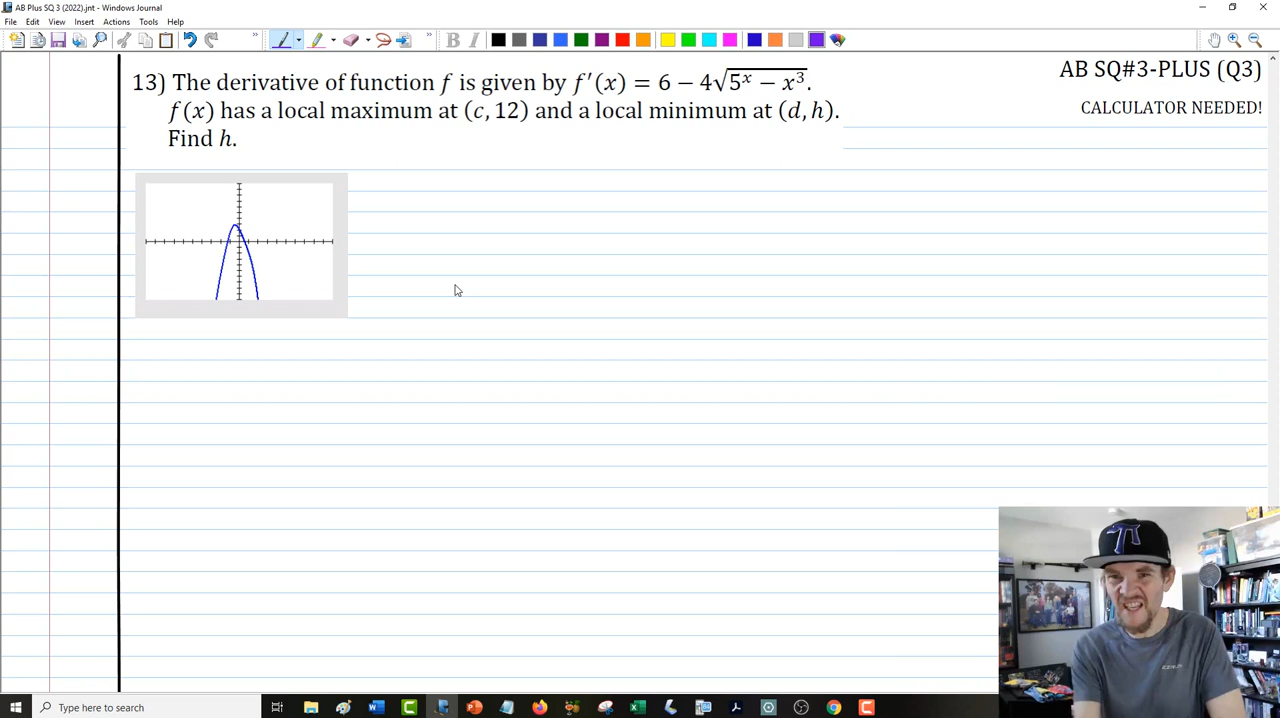 AB Plus SQ 3 (2022).jnt - Windows Journal
File Edit View Insert Actions Tools Help
13) The derivative of function f is given by f′(x) = 6 − 4√(5ˣ − x³).
f(x) has a local maximum at (c, 12) and a local minimum at (d, h).
Find h.
AB SQ#3-PLUS (Q3)
CALCULATOR NEEDED!
Type here to search